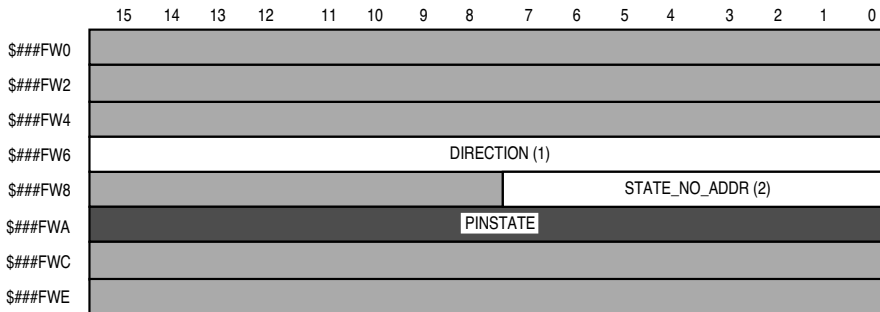 15 14 13 12 11 10 9 8 7 6 5 4 3 2 1 0
$###FW0
$###FW2
$###FW4
$###FW6 DIRECTION (1)
$###FW8 STATE_NO_ADDR (2)
$###FWA PINSTATE
$###FWC
$###FWE